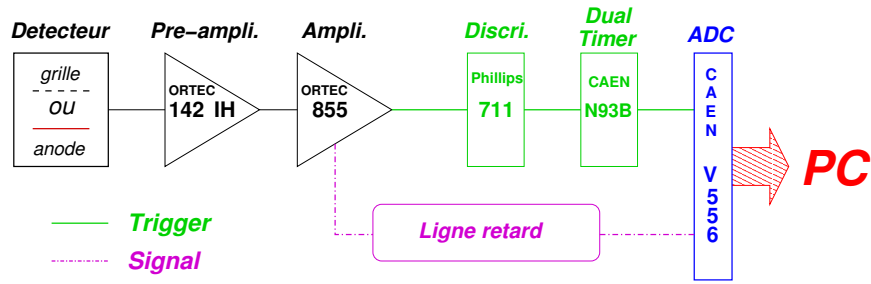 Detecteur
Pre-ampli.
Ampli.
Discri.
Dual
Timer
ADC
grille
ou
anode
ORTEC
142 IH
ORTEC
855
Phillips
711
CAEN
N93B
C
A
E
N
V
5
5
6
PC
Trigger
Signal
Ligne retard